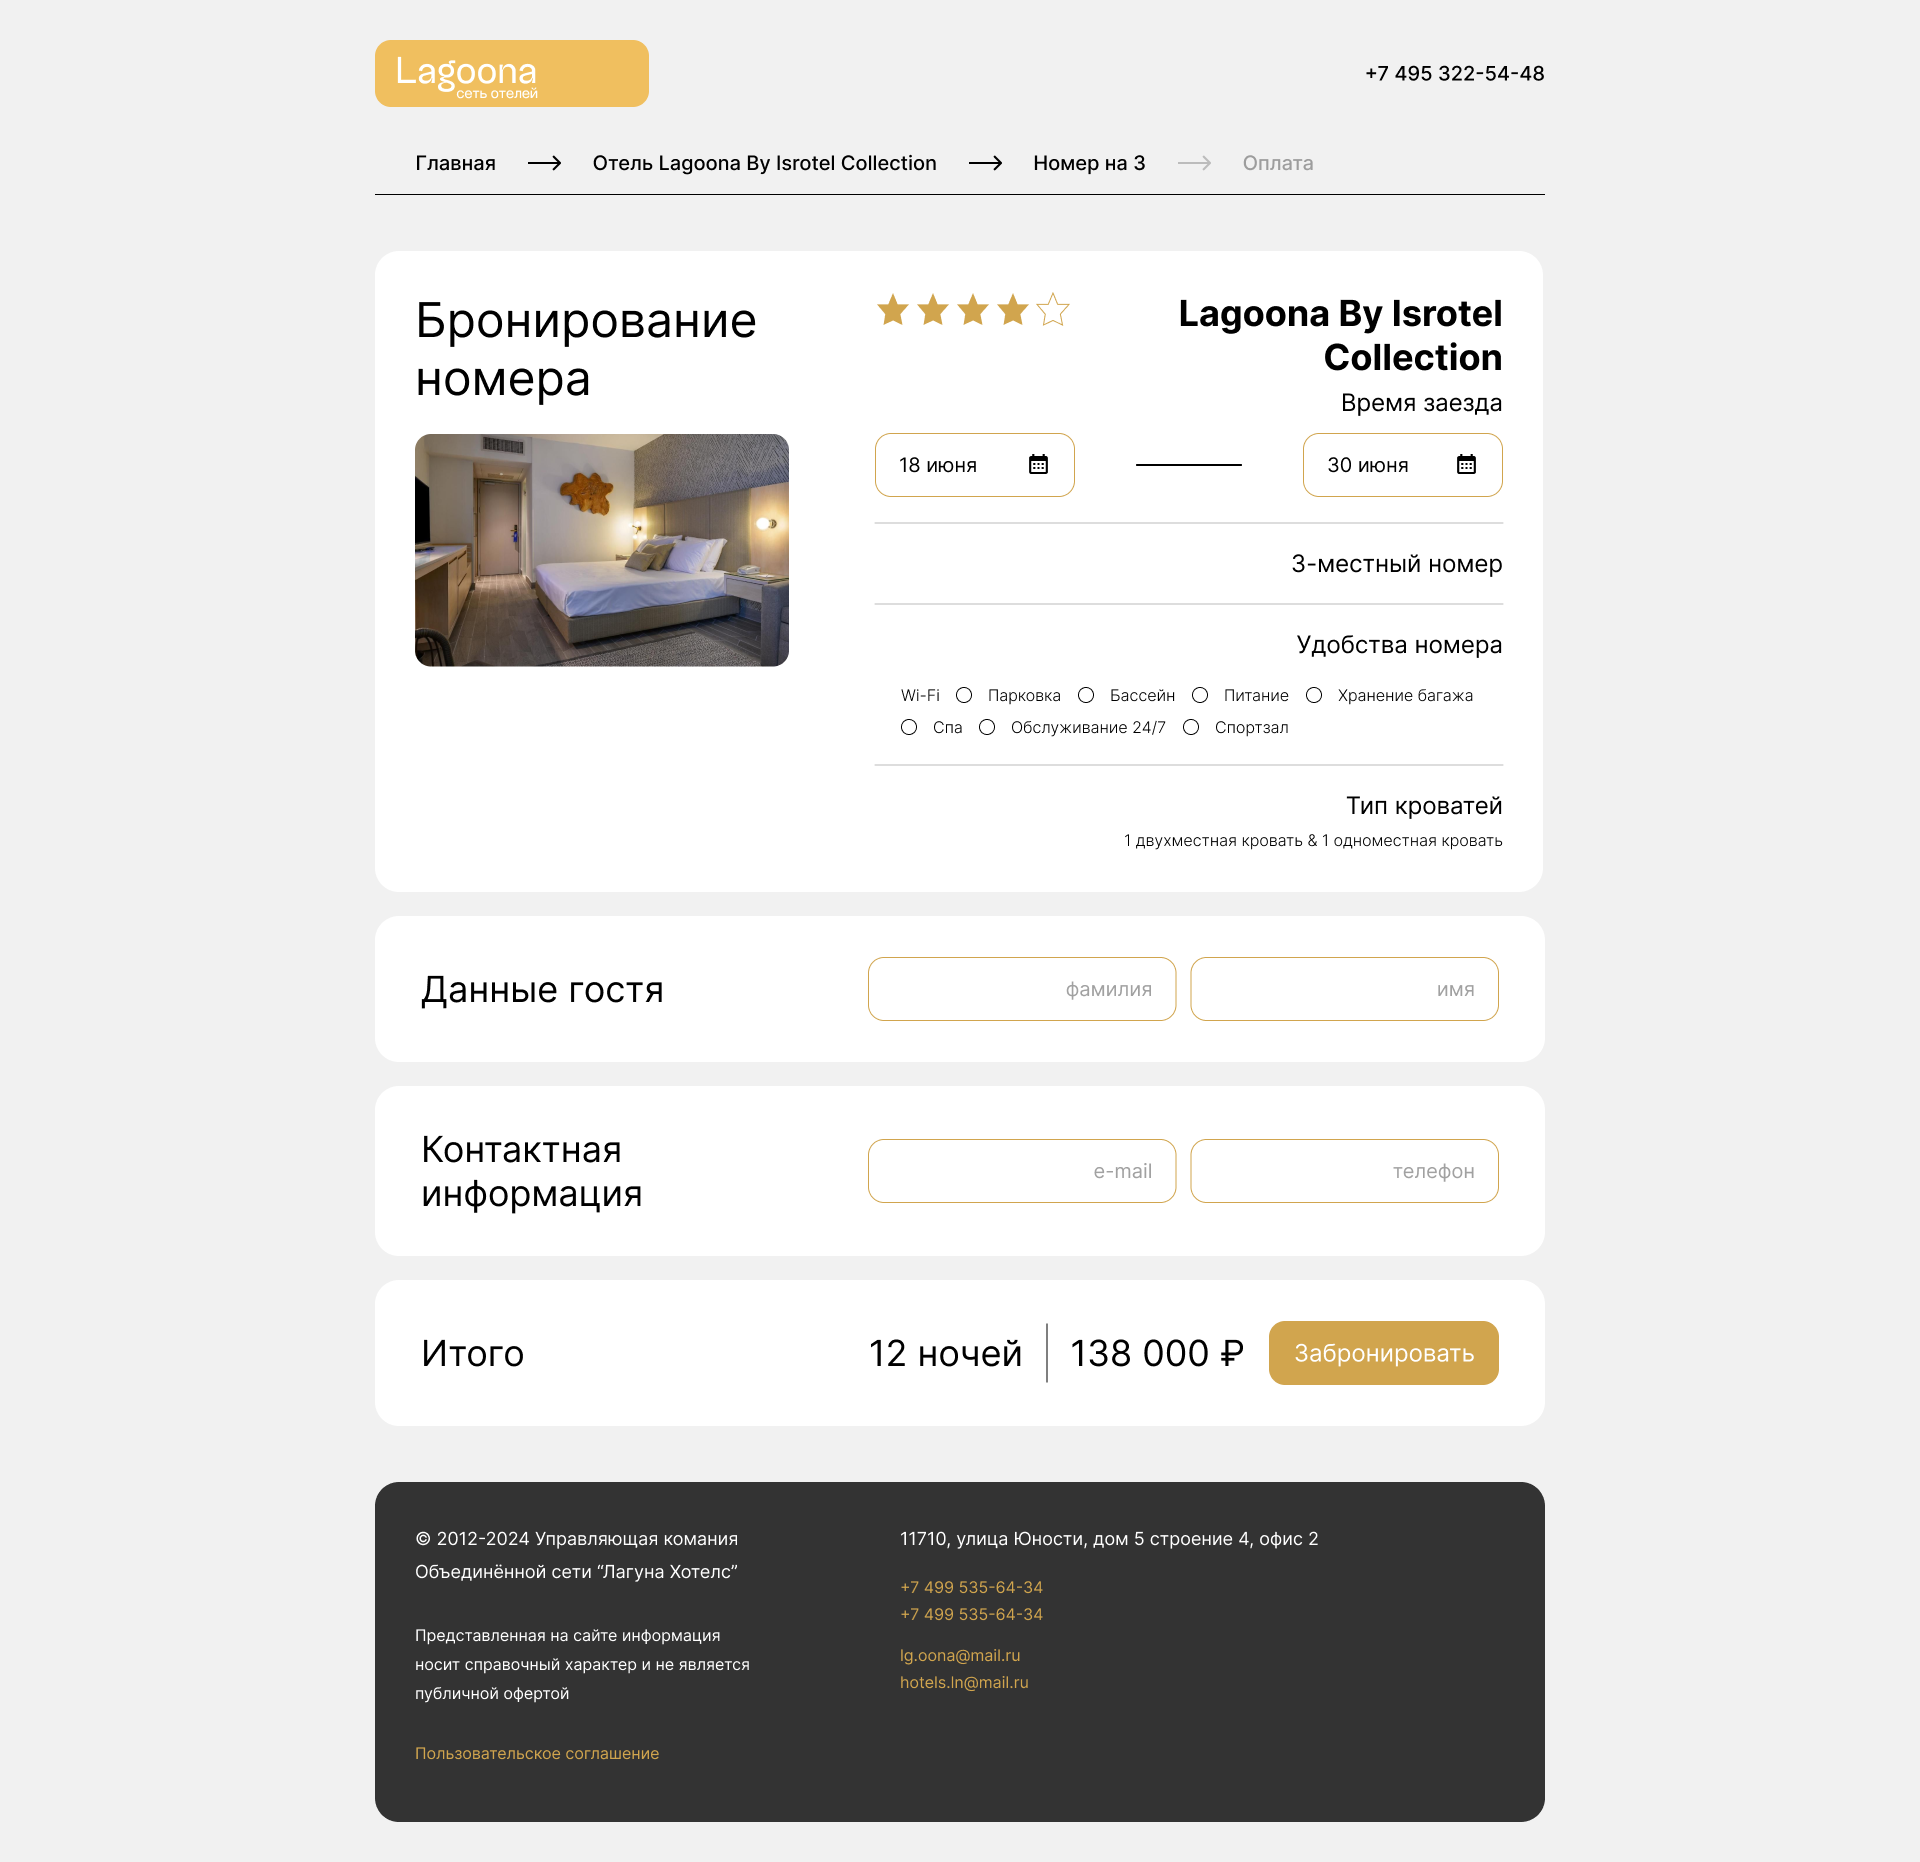 Lagoona
сеть отелей
+7 495 322-54-48
Главная
Отель Lagoona By Isrotel Collection
Номер на 3
Оплата
Бронирование
номера
Lagoona By Isrotel
Collection
Время заезда
18 июня
30 июня
3-местный номер
Удобства номера
Wi-Fi Парковка Бассейн Питание Хранение багажа
Спа Обслуживание 24/7 Спортзал
Тип кроватей
1 двухместная кровать & 1 одноместная кровать
Данные гостя
фамилия
имя
Контактная
информация
e-mail
телефон
Итого
12 ночей
138 000 ₽
Забронировать
© 2012-2024 Управляющая комания
Объединённой сети “Лагуна Хотелс”
Представленная на сайте информация
носит справочный характер и не является
публичной офертой
Пользовательское соглашение
11710, улица Юности, дом 5 строение 4, офис 2
+7 499 535-64-34
+7 499 535-64-34
lg.oona@mail.ru
hotels.ln@mail.ru